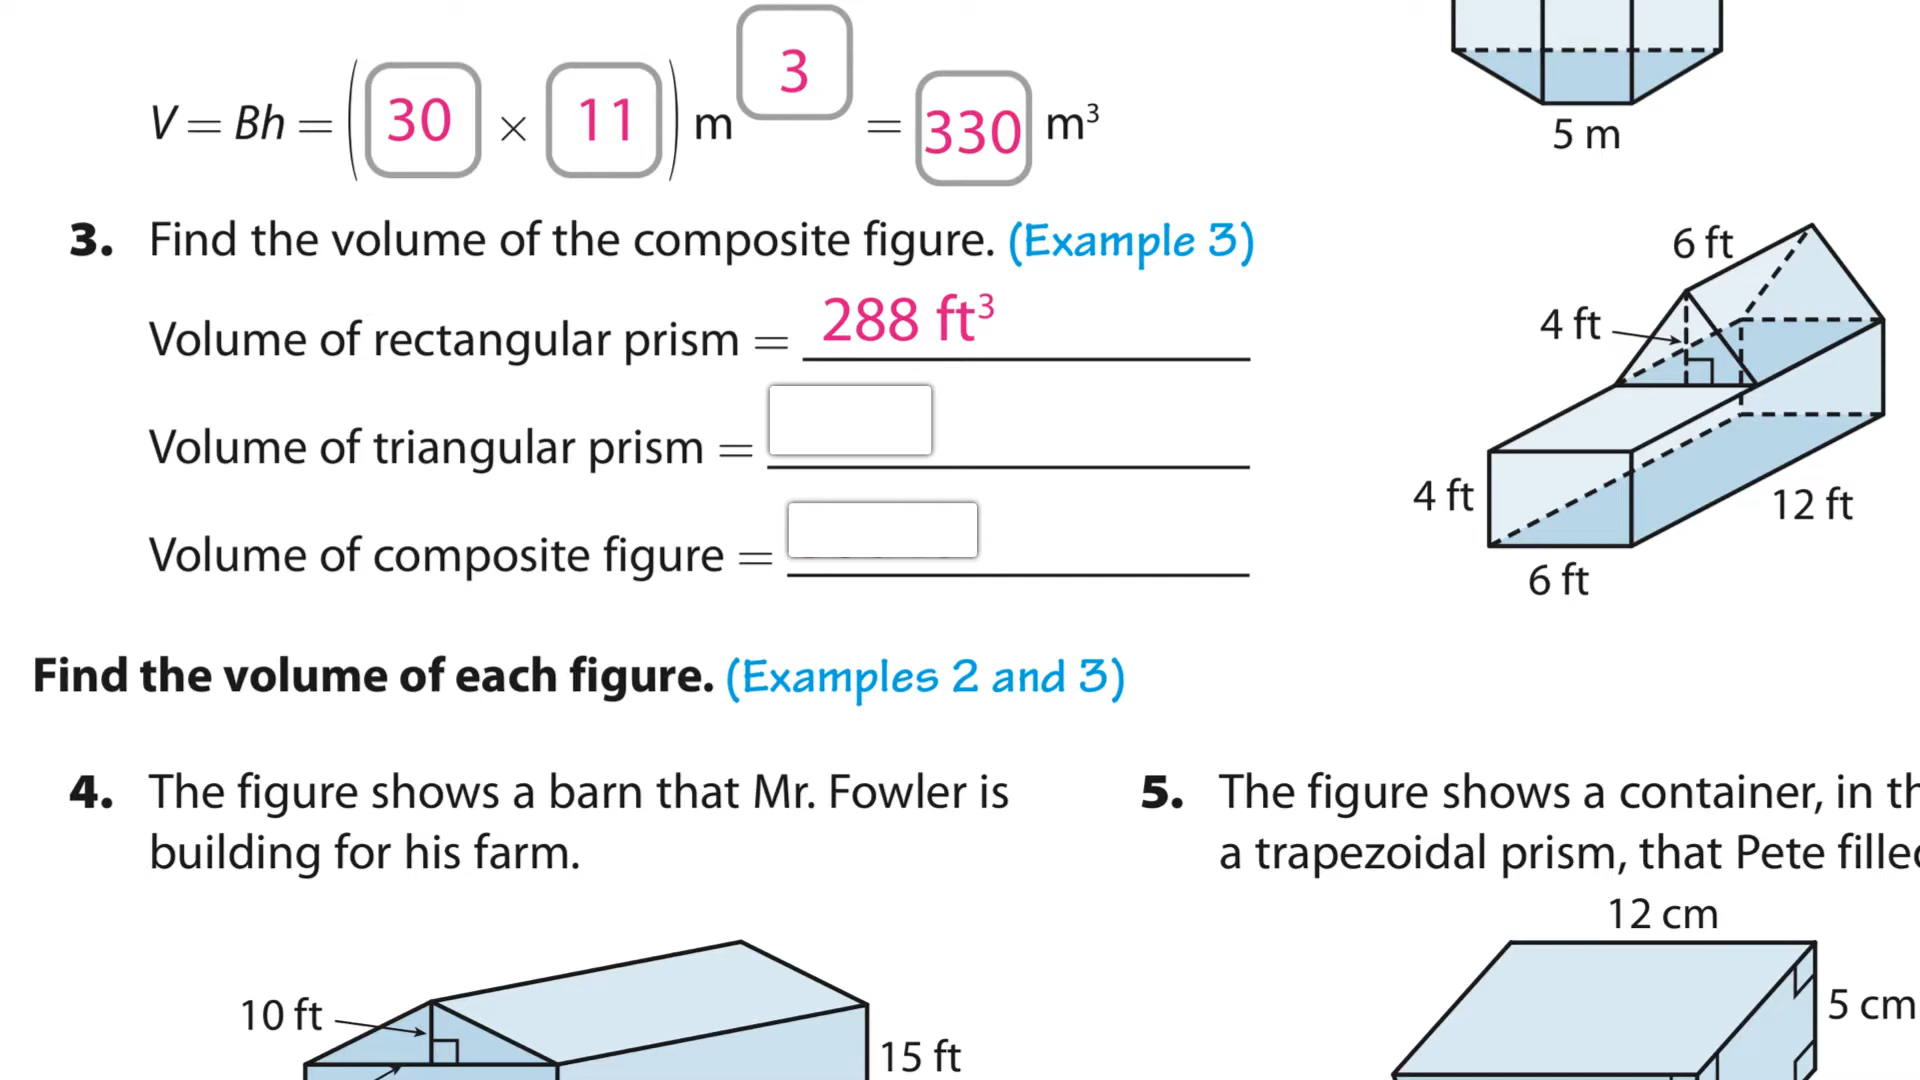 V = Bh = (30 × 11) m³ = 330 m³
5 m
3. Find the volume of the composite figure. (Example 3)
Volume of rectangular prism = 288 ft³
Volume of triangular prism =
Volume of composite figure =
6 ft
4 ft
4 ft
12 ft
6 ft
Find the volume of each figure. (Examples 2 and 3)
4. The figure shows a barn that Mr. Fowler is
building for his farm.
10 ft
15 ft
5. The figure shows a container, in
a trapezoidal prism, that Pete
12 cm
5 cm